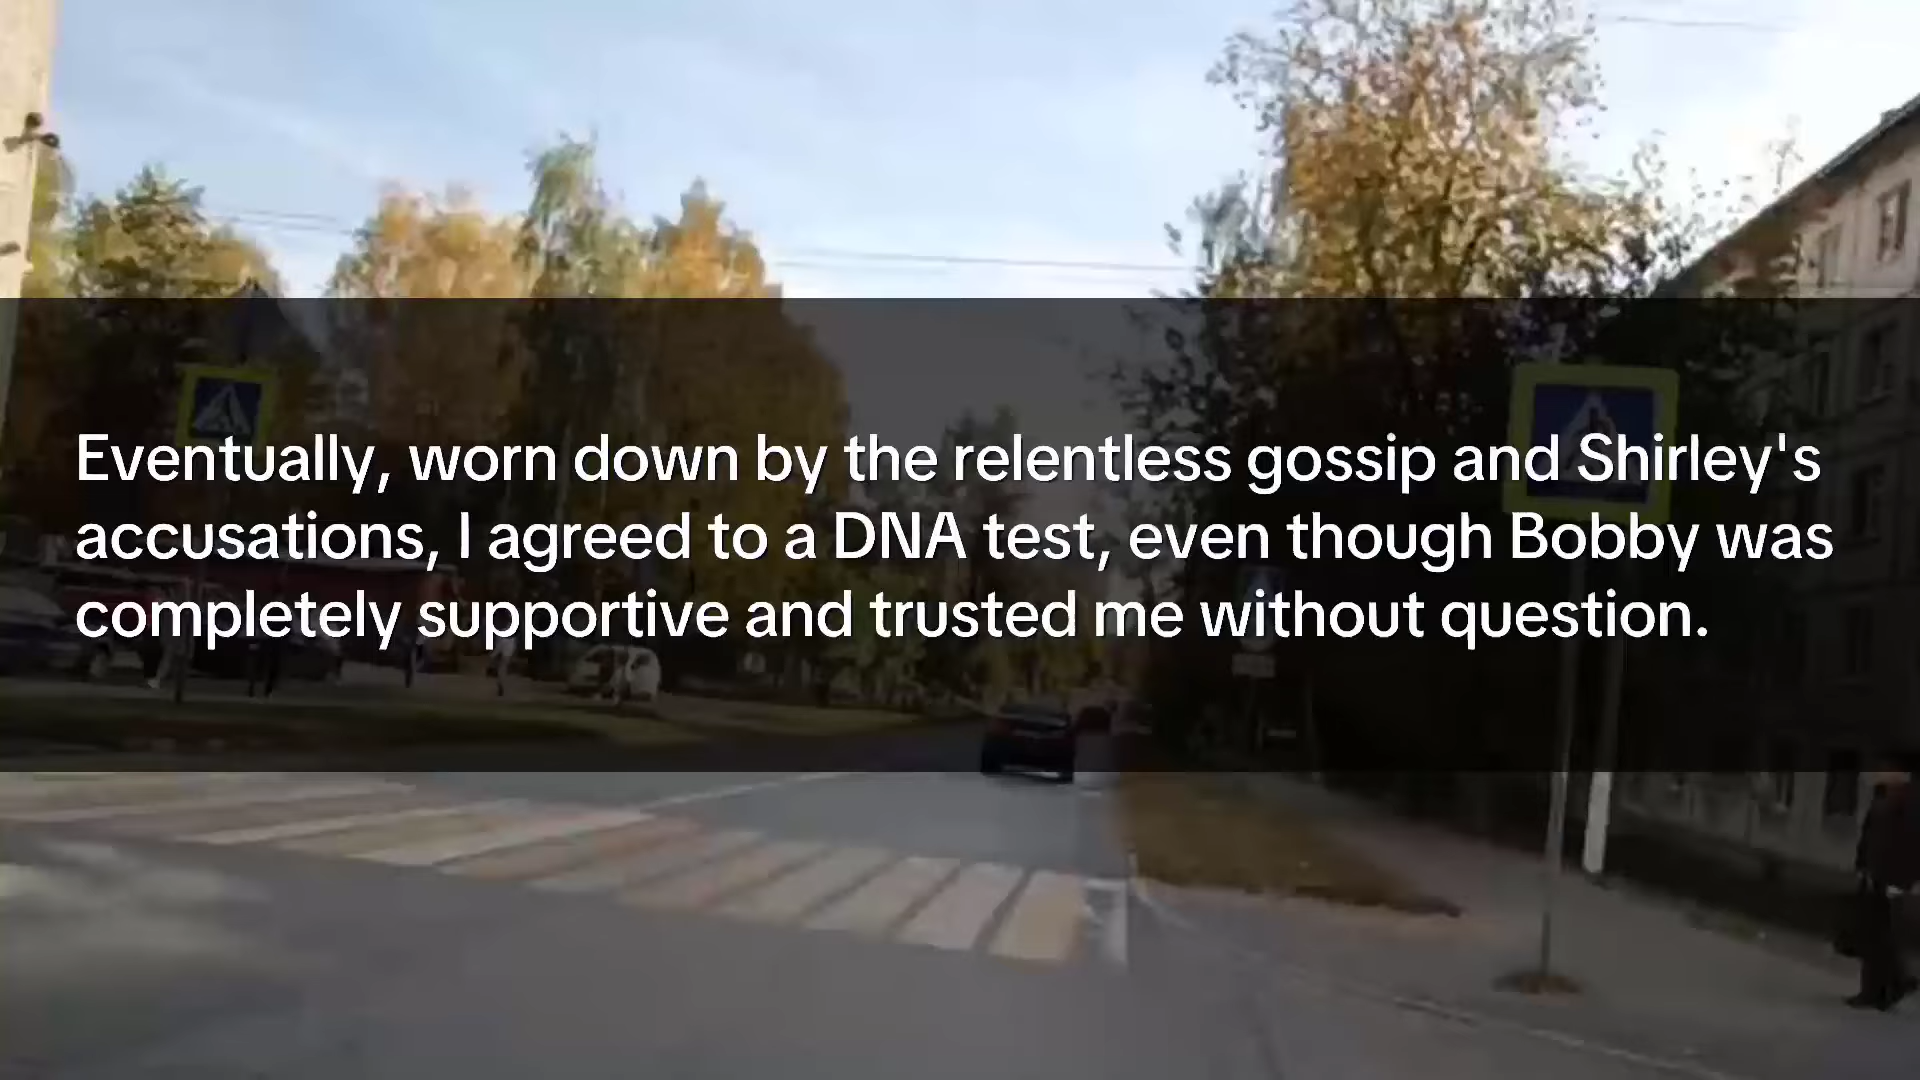 Eventually, worn down by the relentless gossip and Shirley's
accusations, I agreed to a DNA test, even though Bobby was
completely supportive and trusted me without question.